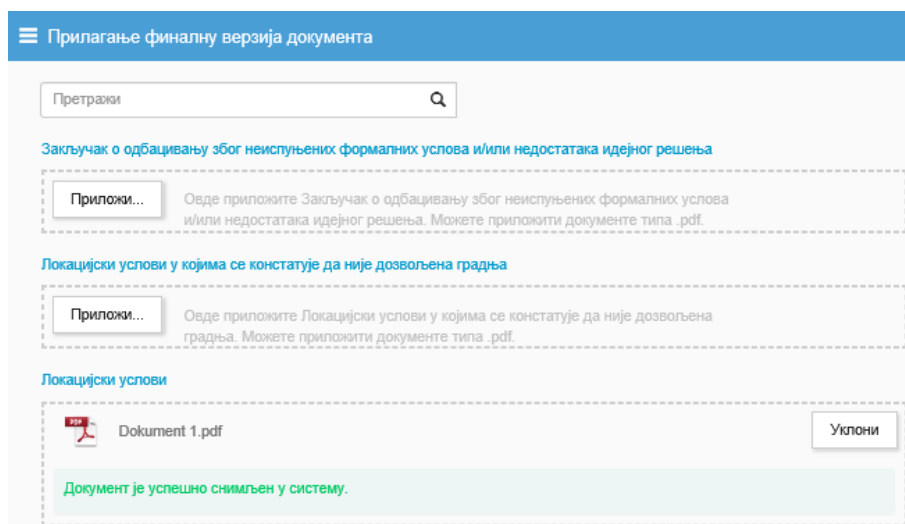 Прилагање финалну верзија документа
Претражи
Закључак о одбацивању због неиспуњених формалних услова и/или недостатака идејног решења
Приложи...
Овде приложите Закључак о одбацивању због неиспуњених формалних услова
и/или недостатака идејног решења. Можете приложити документе типа .pdf.
Локацијски услови у којима се констатује да није дозвољена градња
Приложи...
Овде приложите Локацијски услови у којима се констатује да није дозвољена
градња. Можете приложити документе типа .pdf.
Локацијски услови
PDF
Dokument 1.pdf
Уклони
Документ је успешно снимљен у систему.